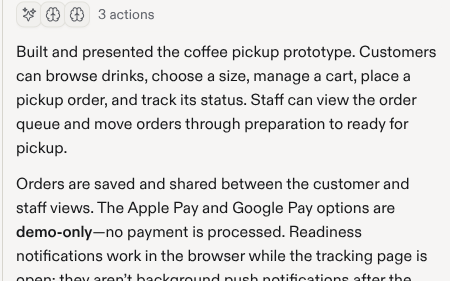 3 actions
Built and presented the coffee pickup prototype. Customers
can browse drinks, choose a size, manage a cart, place a
pickup order, and track its status. Staff can view the order
queue and move orders through preparation to ready for
pickup.
Orders are saved and shared between the customer and
staff views. The Apple Pay and Google Pay options are
demo-only—no payment is processed. Readiness
notifications work in the browser while the tracking page is
open; they aren't background push notifications after the